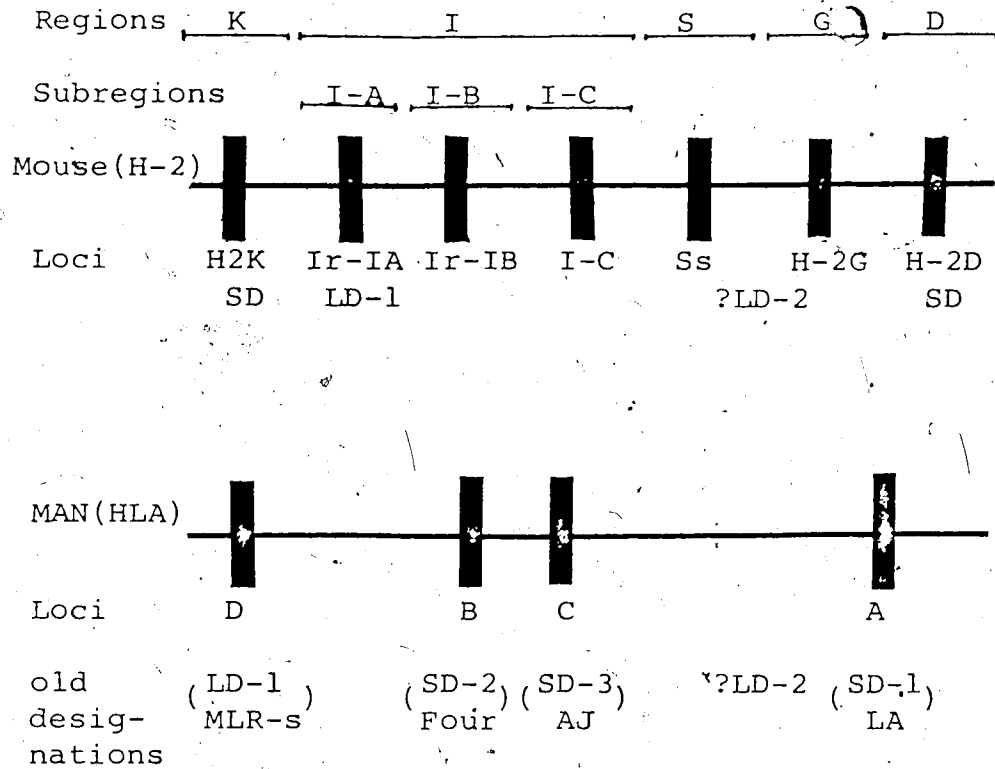 Regions K I S G D
Subregions I-A I-B I-C
Mouse(H-2)
Loci H2K Ir-IA Ir-IB I-C Ss H-2G H-2D
SD LD-1 ?LD-2 SD
MAN(HLA)
Loci D B C A
old (LD-1) (SD-2) (SD-3) ?LD-2 (SD-1)
desig- MLR-s Four AJ LA
nations